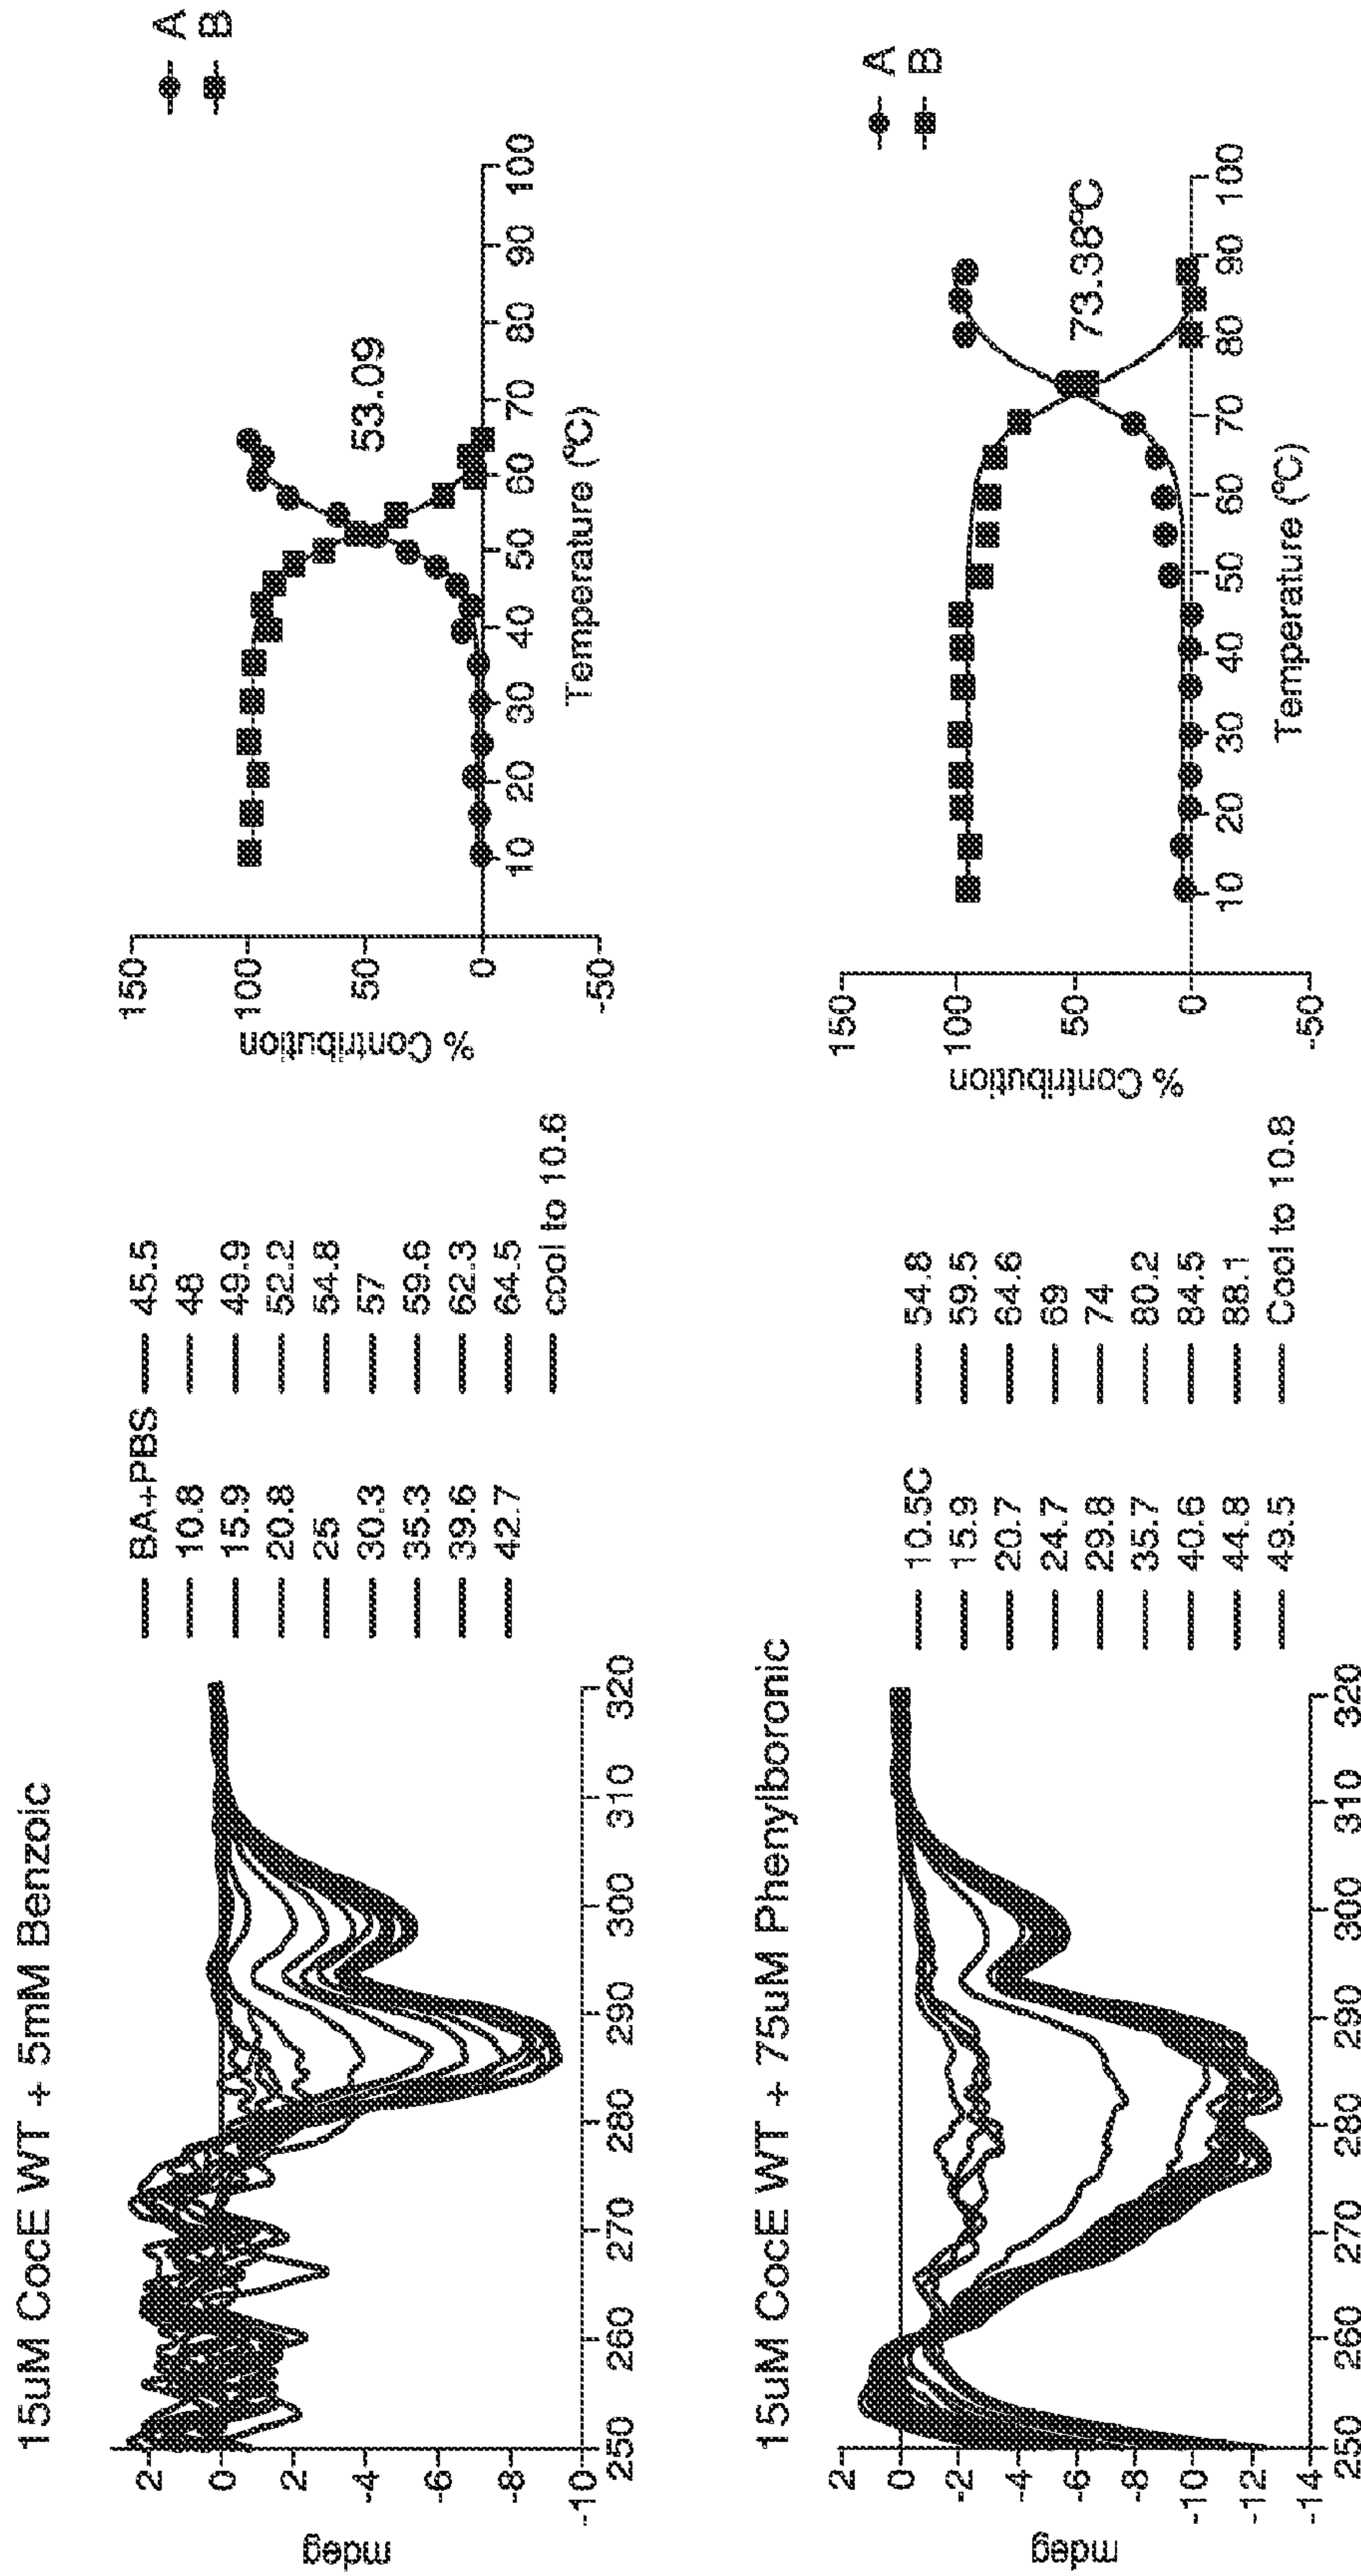 15uM CocE WT + 5mM Benzoic
mdeg
2
0
-2
-4
-6
-8
-10
250 260 270 280 290 300 310 320
BA+PBS 45.5
10.8 48
15.9 49.9
20.8 52.2
25 54.8
30.3 57
35.3 59.6
39.6 62.3
42.7 64.5
cool to 10.6
% Contribution
150
100
50
0
-50
10 20 30 40 50 60 70 80 90 100
Temperature (ºC)
53.09
A
B
15uM CocE WT + 75uM Phenylboronic
mdeg
2
0
-2
-4
-6
-8
-10
-12
-14
250 260 270 280 290 300 310 320
10.5C 54.8
15.9 59.5
20.7 64.6
24.7 69
29.8 74
35.7 80.2
40.6 84.5
44.8 88.1
49.5 Cool to 10.8
% Contribution
150
100
50
0
-50
10 20 30 40 50 60 70 80 90 100
Temperature (ºC)
73.38ºC
A
B